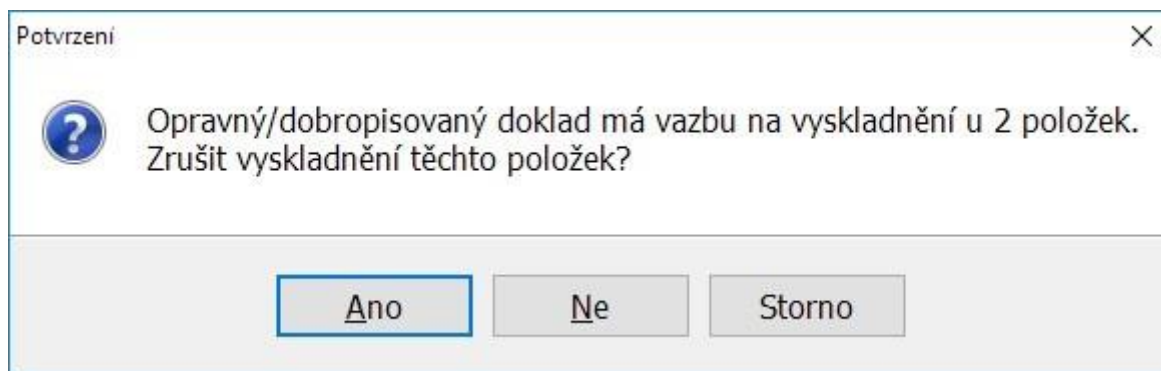 Potvrzení
Opravný/dobropisovaný doklad má vazbu na vyskladnění u 2 položek.
Zrušit vyskladnění těchto položek?
Ano
Ne
Storno